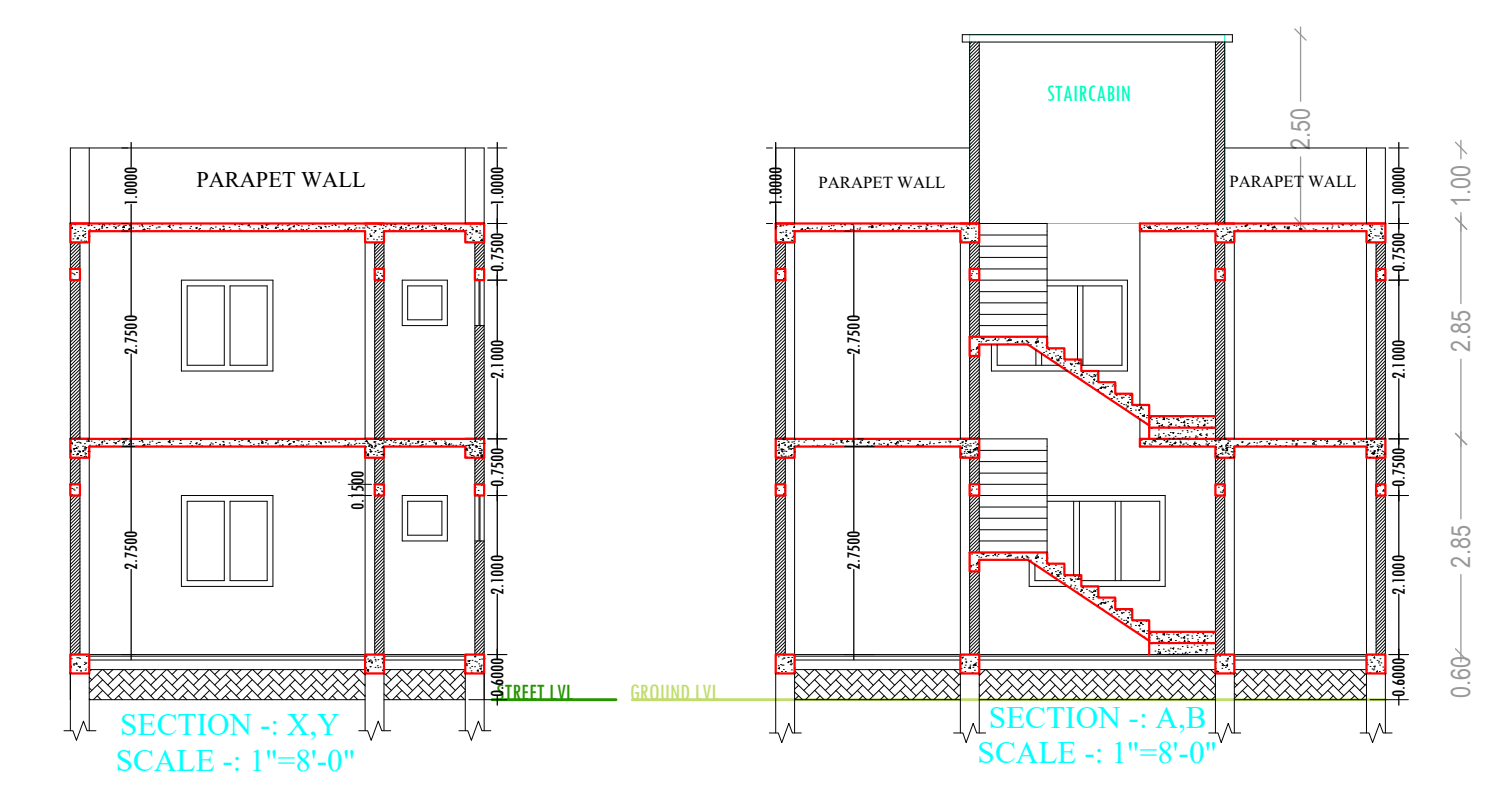 STAIRCABIN
2.50
1.0000
PARAPET WALL
1.0000
1.0000
PARAPET WALL
PARAPET WALL
1.0000
1.00
0.7500
0.7500
2.7500
2.7500
2.85
2.1000
2.1000
0.7500
0.7500
0.1500
2.7500
2.7500
2.85
2.1000
2.1000
0.6000
0.6000
0.60
STREET LVL
GROUND LVL
SECTION -: X,Y
SCALE -: 1"=8'-0"
SECTION -: A,B
SCALE -: 1"=8'-0"